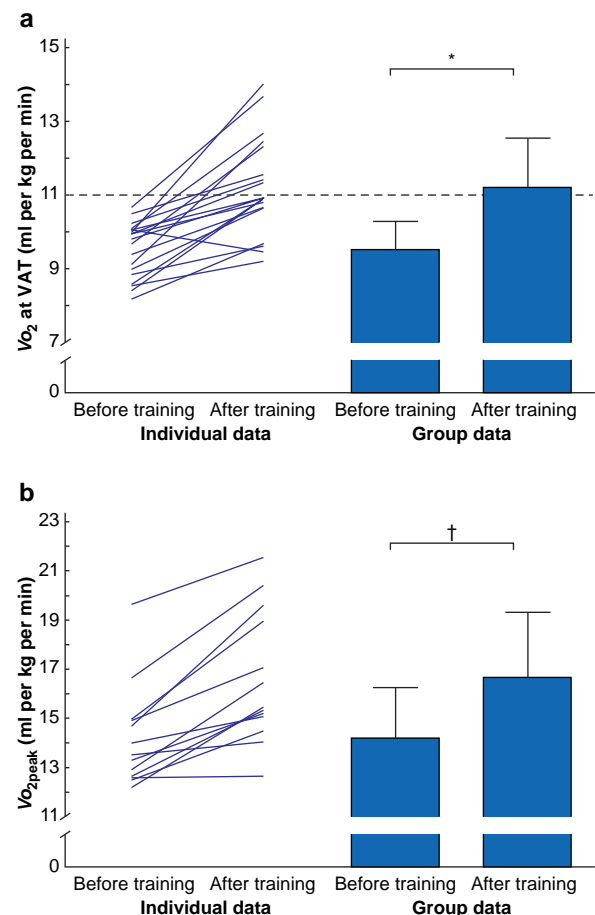 a
15
13
11
9
7
0
Vo2 at VAT (ml per kg per min)
*
Before training After training Before training After training
Individual data Group data
b
23
21
19
17
15
13
11
0
Vo2peak (ml per kg per min)
†
Before training After training Before training After training
Individual data Group data